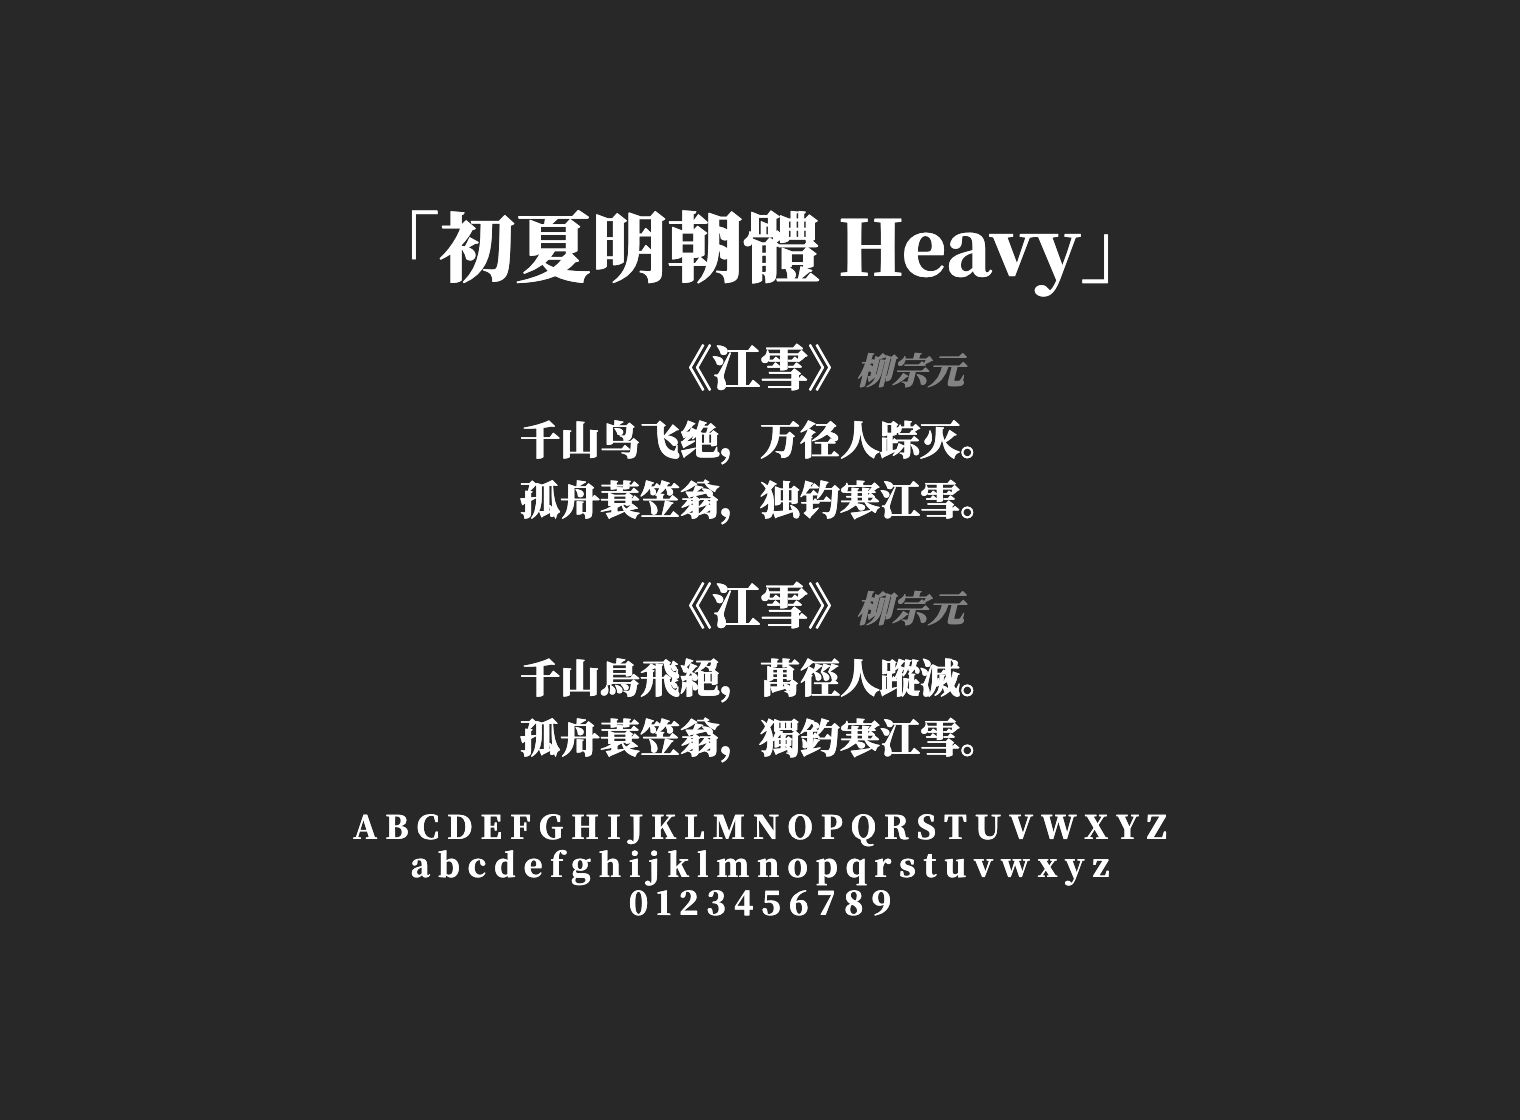 「初夏明朝體 Heavy」
《江雪》 柳宗元
千山鸟飞绝，万径人踪灭。
孤舟蓑笠翁，独钓寒江雪。
《江雪》 柳宗元
千山鳥飛絕，萬徑人蹤滅。
孤舟蓑笠翁，獨釣寒江雪。
A B C D E F G H I J K L M N O P Q R S T U V W X Y Z
a b c d e f g h i j k l m n o p q r s t u v w x y z
0 1 2 3 4 5 6 7 8 9